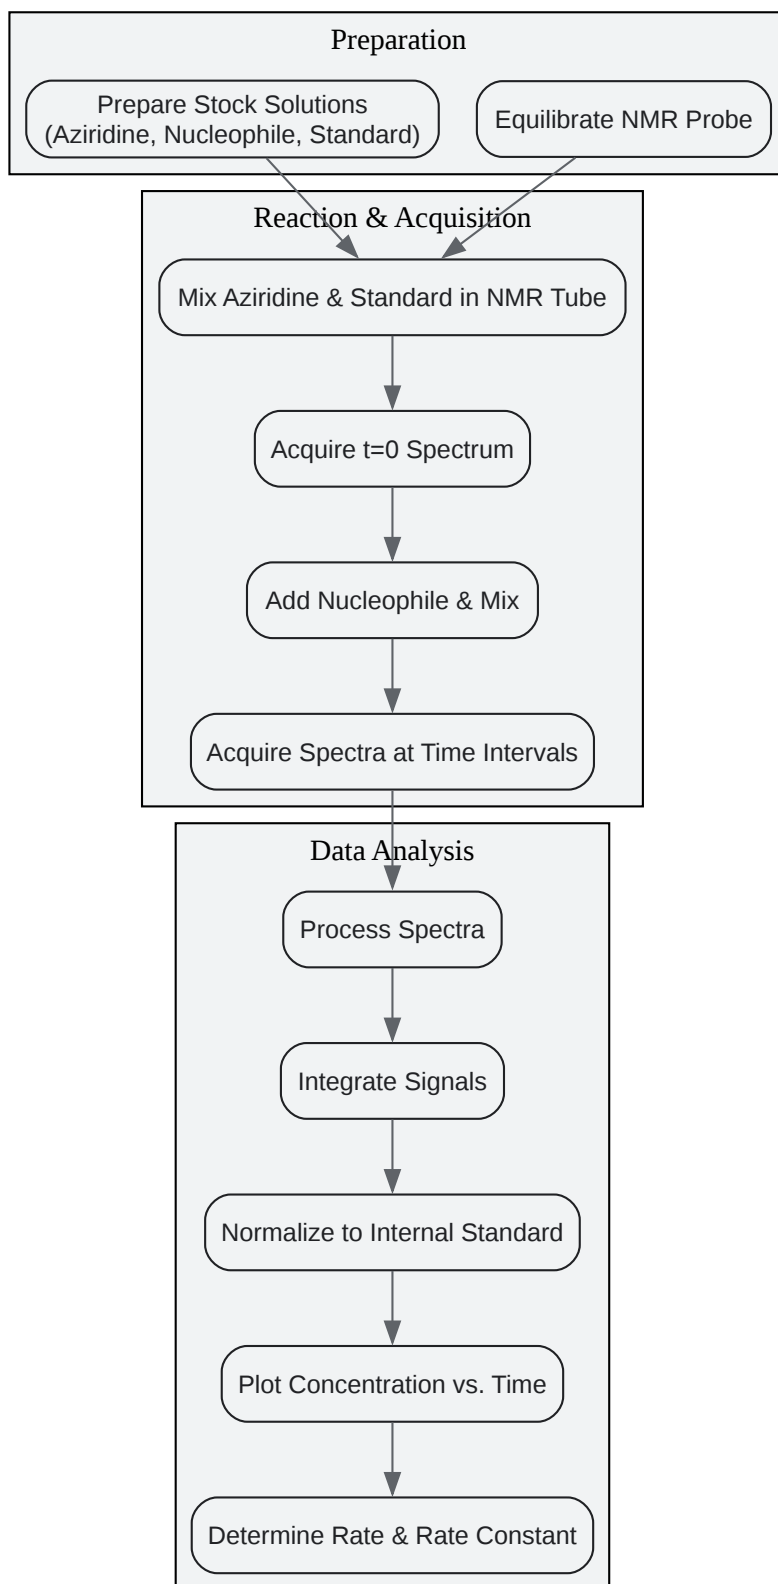 Preparation
Prepare Stock Solutions
(Aziridine, Nucleophile, Standard)
Equilibrate NMR Probe
Reaction & Acquisition
Mix Aziridine & Standard in NMR Tube
Acquire t=0 Spectrum
Add Nucleophile & Mix
Acquire Spectra at Time Intervals
Data Analysis
Process Spectra
Integrate Signals
Normalize to Internal Standard
Plot Concentration vs. Time
Determine Rate & Rate Constant